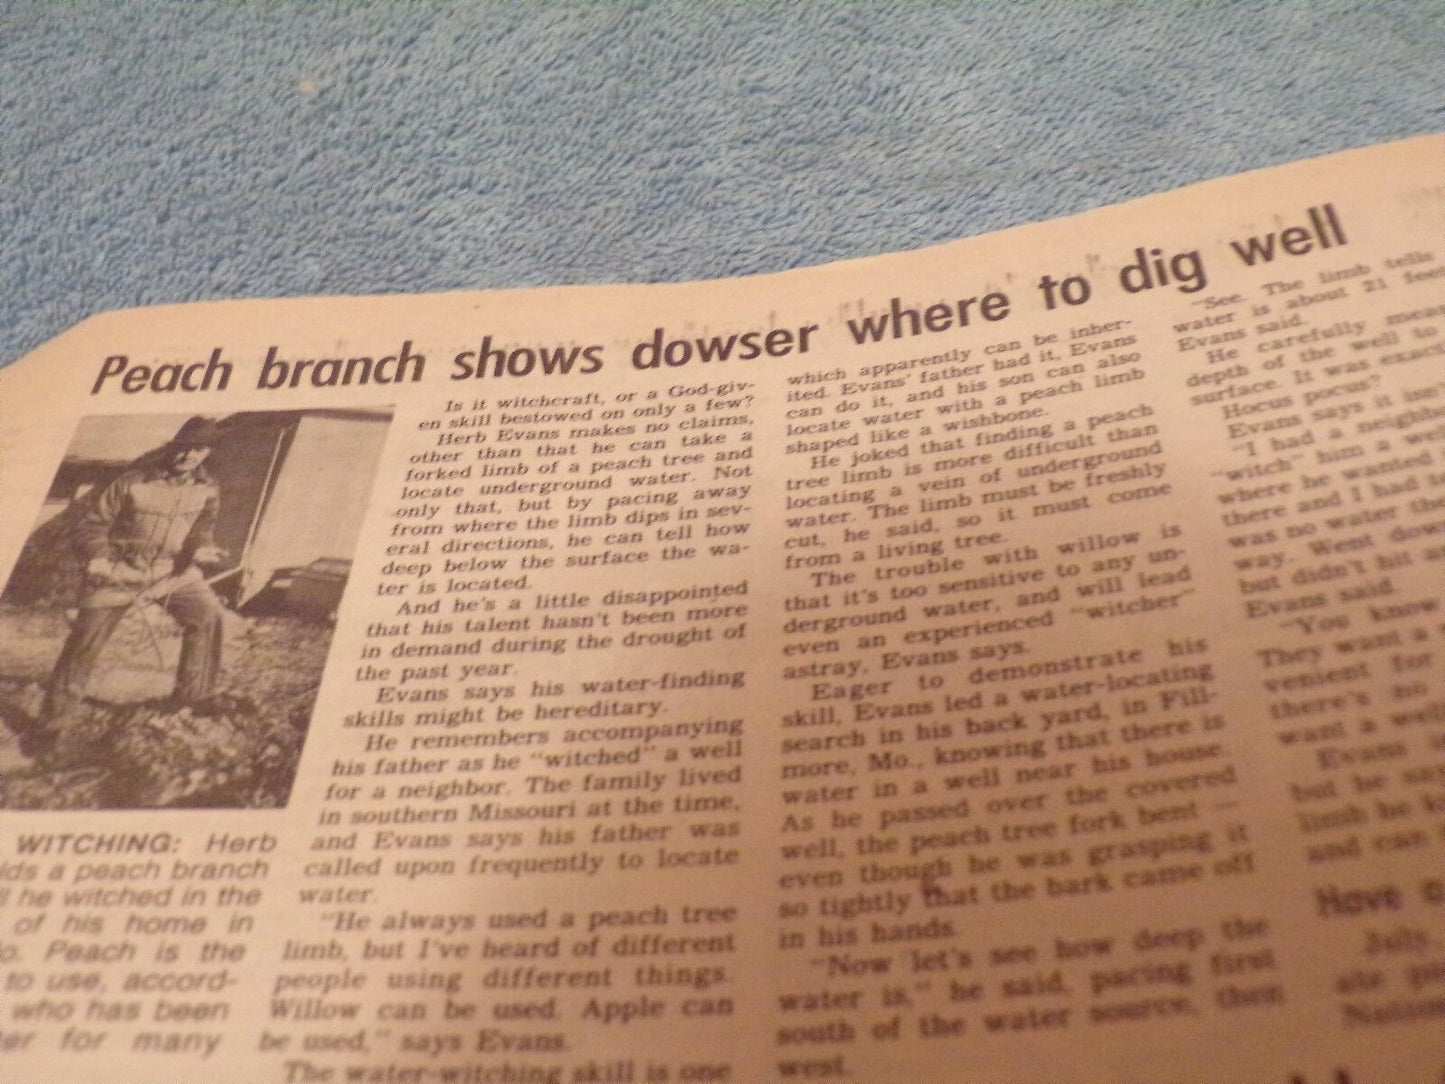 Peach branch shows dowser where to dig well
WITCHING: Herb
lds a peach branch
he witched in the
of his home in
o. Peach is the
to use, accord-
who has been
er for many
Is it witchcraft, or a God-giv-
en skill bestowed on only a few?
Herb Evans makes no claims,
other than that he can take a
forked limb of a peach tree and
locate underground water. Not
only that, but by pacing away
from where the limb dips in sev-
eral directions, he can tell how
deep below the surface the wa-
ter is located.
And he's a little disappointed
that his talent hasn't been more
in demand during the drought of
the past year.
Evans says his water-finding
skills might be hereditary.
He remembers accompanying
his father as he "witched" a well
for a neighbor. The family lived
in southern Missouri at the time,
and Evans says his father was
called upon frequently to locate
water.
"He always used a peach tree
limb, but I've heard of different
people using different things.
Willow can be used. Apple can
be used," says Evans.
The water-witching skill is one
which apparently can be inher-
ited. Evans' father had it, Evans
can do it, and his son can also
locate water with a peach limb
shaped like a wishbone.
He joked that finding a peach
tree limb is more difficult than
locating a vein of underground
water. The limb must be freshly
cut, he said, so it must come
from a living tree.
The trouble with willow is
that it's too sensitive to any un-
derground water, and will lead
even an experienced "witcher"
astray, Evans says.
Eager to demonstrate his
skill, Evans led a water-locating
search in his back yard, in Fill-
more, Mo., knowing that there is
water in a well near his house.
As he passed over the covered
well, the peach tree fork bent —
even though he was grasping it
so tightly that the bark came off
in his hands.
"Now let's see how deep the
water is," he said, pacing first
south of the water source, then
west.
"See. The limb tells
water is about 21 feet
Evans said.
He carefully meas
depth of the well to
surface. It was exact
Hocus pocus?
Evans says it isn't
"I had a neighbo
"witch" him a well
where he wanted
there and I had to
was no water the
way. Went dow
but didn't hit
Evans said.
"You know
They want a
venient for
there's no
want a well
Evans
but he say
limb he k
and can
Have
July
ate
Nation